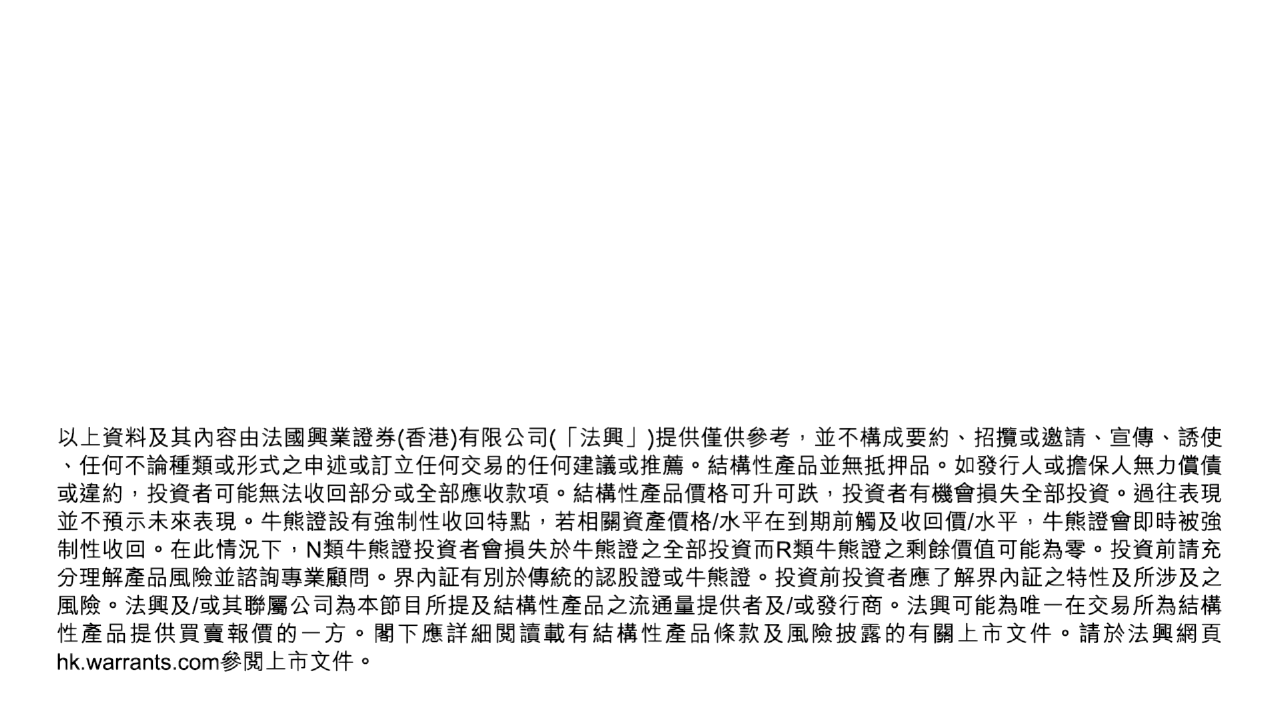 以上資料及其內容由法國興業證券(香港)有限公司(「法興」)提供僅供參考，並不構成要約、招攬或邀請、宣傳、誘使
、任何不論種類或形式之申述或訂立任何交易的任何建議或推薦。結構性產品並無抵押品。如發行人或擔保人無力償債
或違約，投資者可能無法收回部分或全部應收款項。結構性產品價格可升可跌，投資者有機會損失全部投資。過往表現
並不預示未來表現。牛熊證設有強制性收回特點，若相關資產價格/水平在到期前觸及收回價/水平，牛熊證會即時被強
制性收回。在此情況下，N類牛熊證投資者會損失於牛熊證之全部投資而R類牛熊證之剩餘價值可能為零。投資前請充
分理解產品風險並諮詢專業顧問。界內証有別於傳統的認股證或牛熊證。投資前投資者應了解界內証之特性及所涉及之
風險。法興及/或其聯屬公司為本節目所提及結構性產品之流通量提供者及/或發行商。法興可能為唯一在交易所為結構
性產品提供買賣報價的一方。閣下應詳細閱讀載有結構性產品條款及風險披露的有關上市文件。請於法興網頁
hk.warrants.com參閱上市文件。